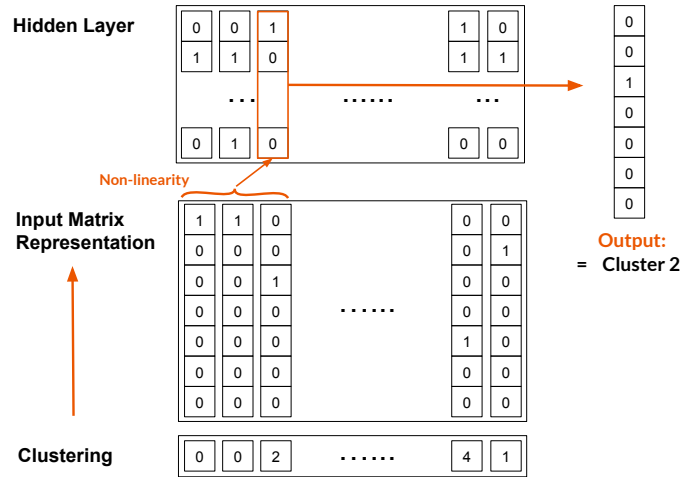 Hidden Layer
0 0 1 1 0 0
1 1 0 1 1 0
1
... ...... ...
0
0 1 0 0 0 0
0
Non-linearity
0
Input Matrix
Representation
1 1 0 0 0
Output:
0 0 0 0 1
= Cluster 2
0 0 1 0 0
0 0 0 ...... 0 0
0 0 0 1 0
0 0 0 0 0
0 0 0 0 0
Clustering 0 0 2 ...... 4 1